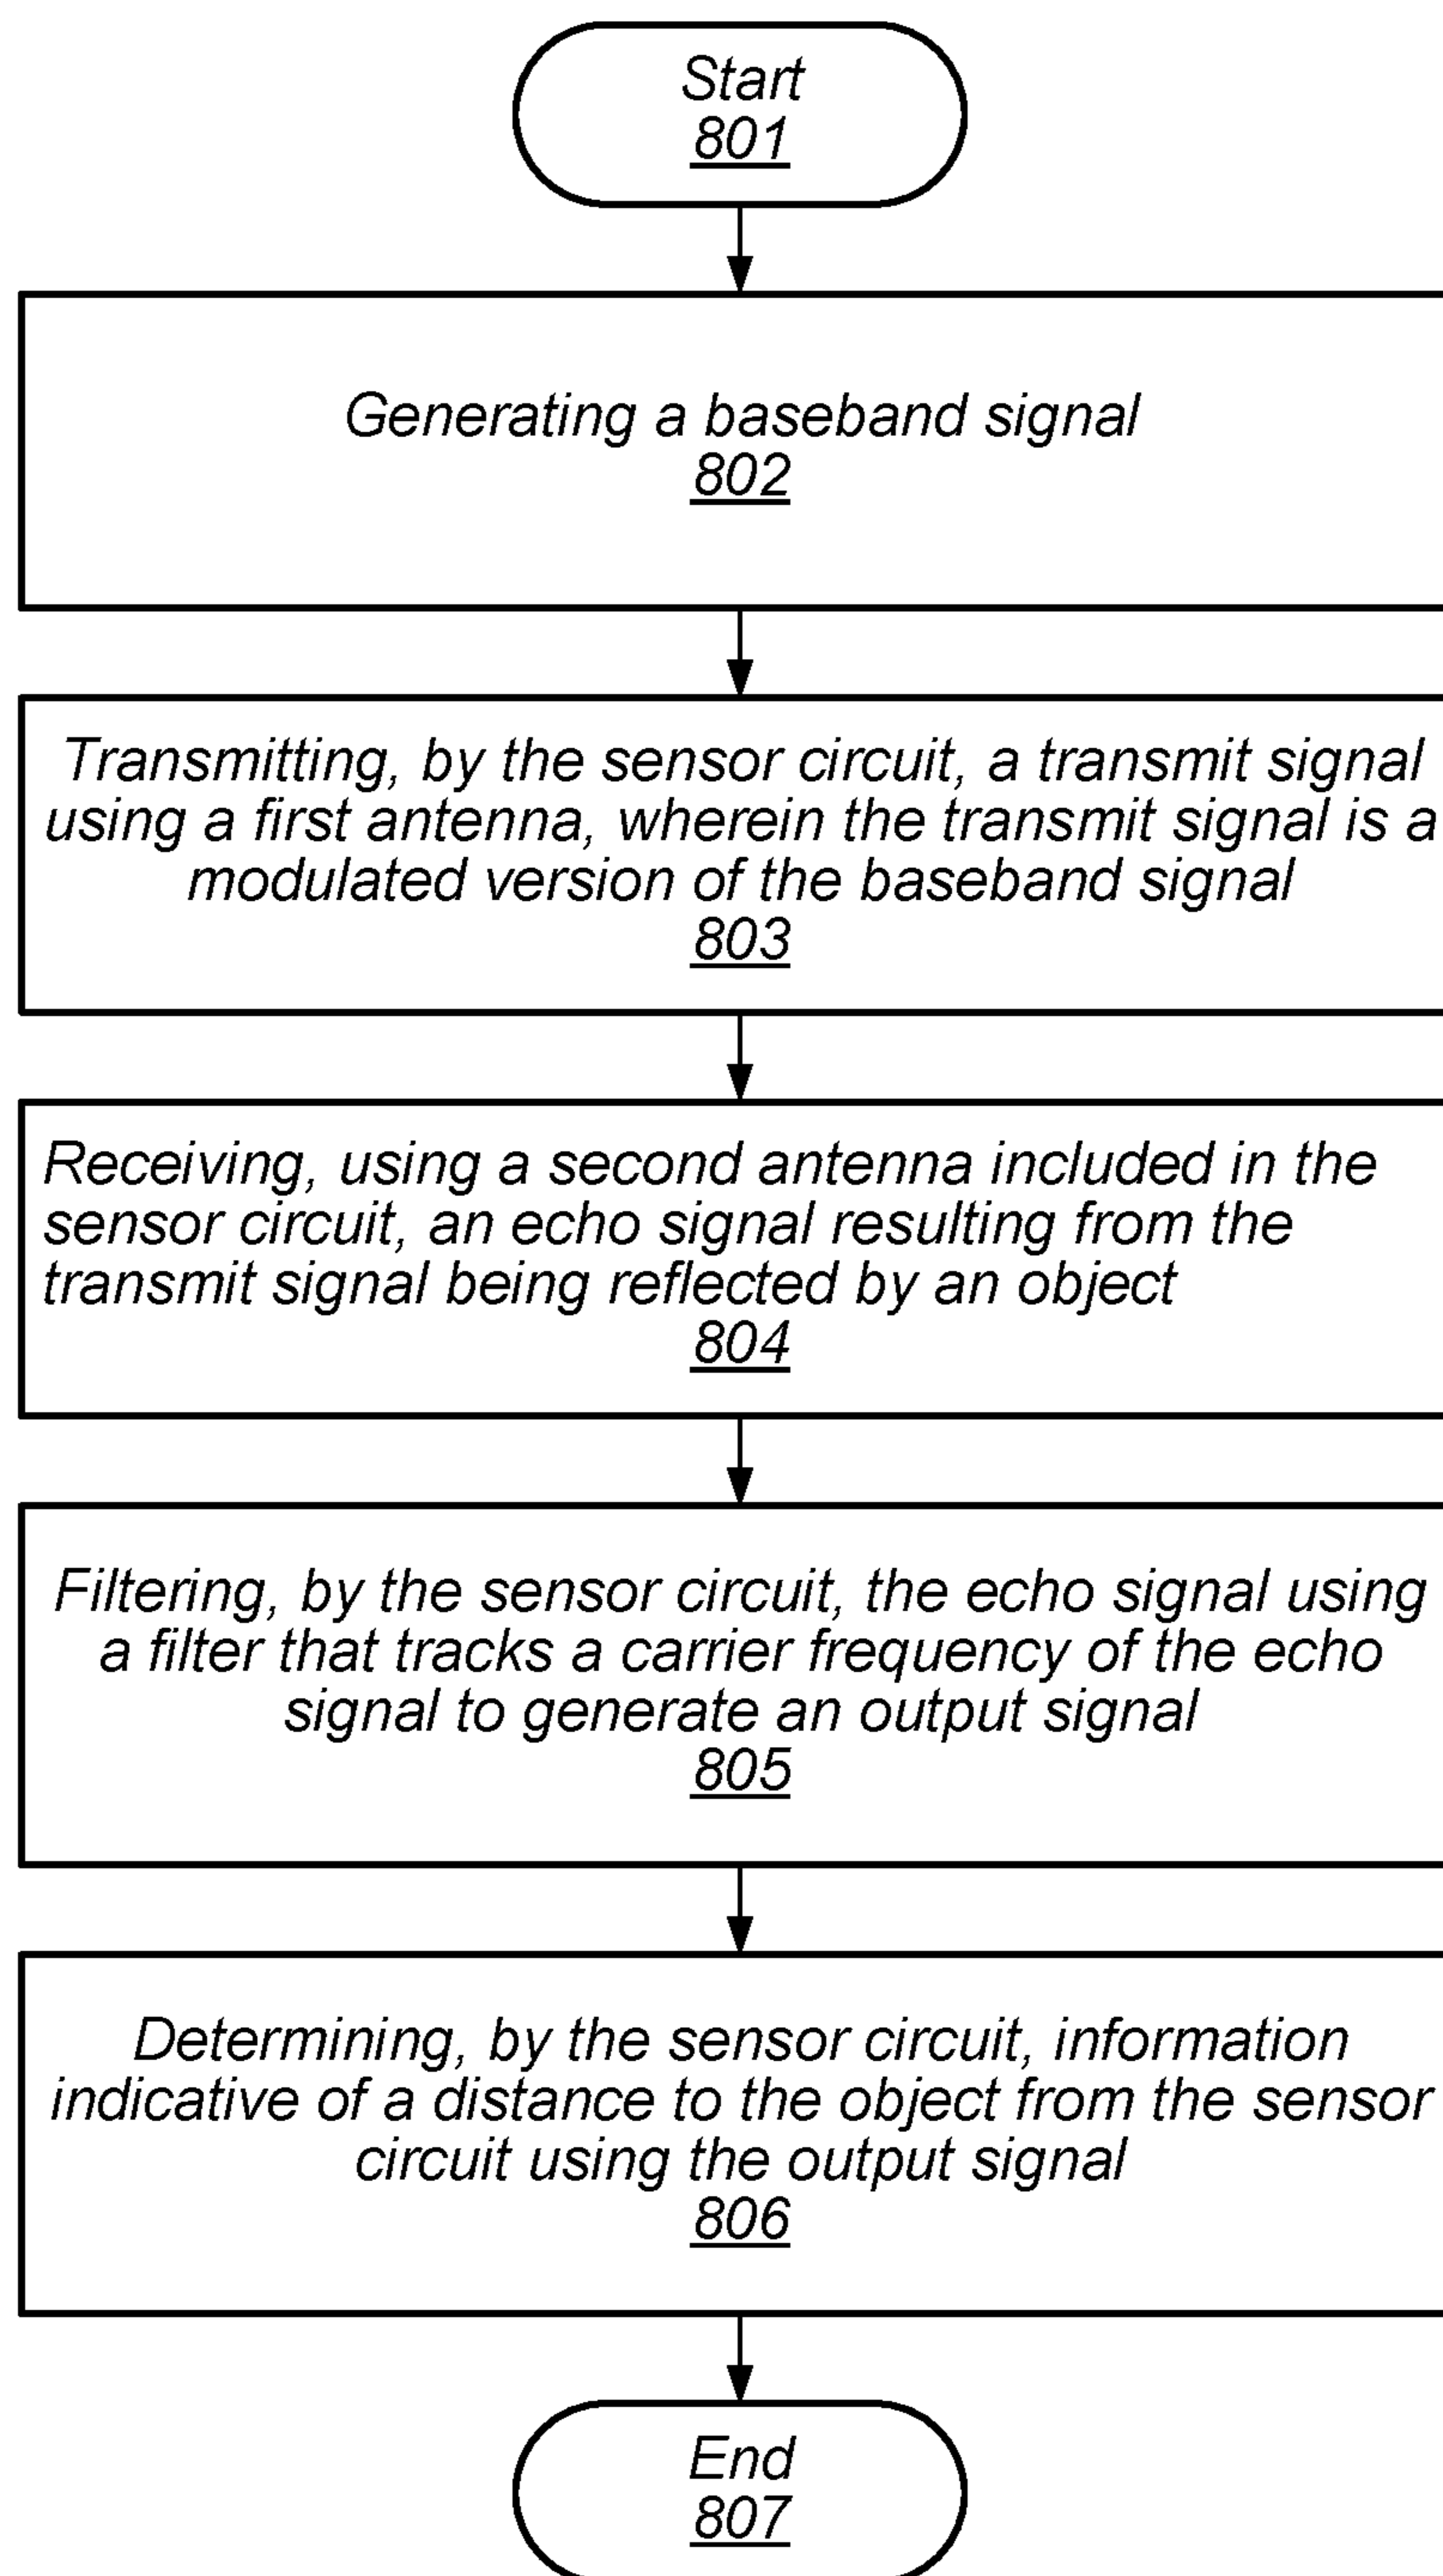 Start
801
Generating a baseband signal
802
Transmitting, by the sensor circuit, a transmit signal
using a first antenna, wherein the transmit signal is a
modulated version of the baseband signal
803
Receiving, using a second antenna included in the
sensor circuit, an echo signal resulting from the
transmit signal being reflected by an object
804
Filtering, by the sensor circuit, the echo signal using
a filter that tracks a carrier frequency of the echo
signal to generate an output signal
805
Determining, by the sensor circuit, information
indicative of a distance to the object from the sensor
circuit using the output signal
806
End
807